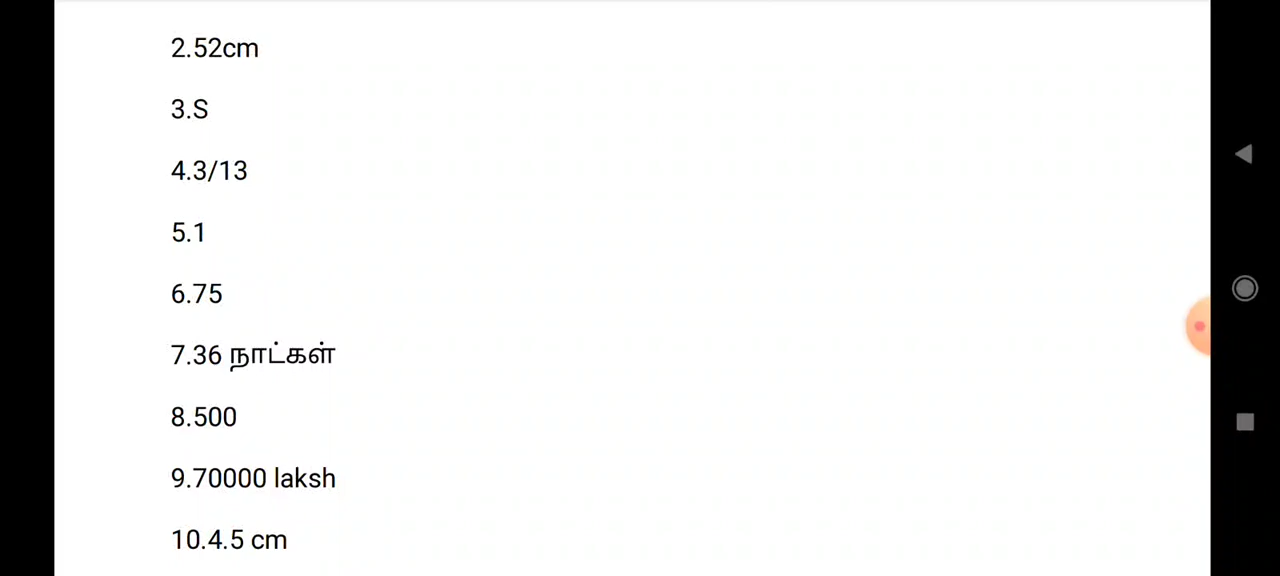 2.52cm
3.S
4.3/13
5.1
6.75
7.36 நாட்கள்
8.500
9.70000 laksh
10.4.5 cm